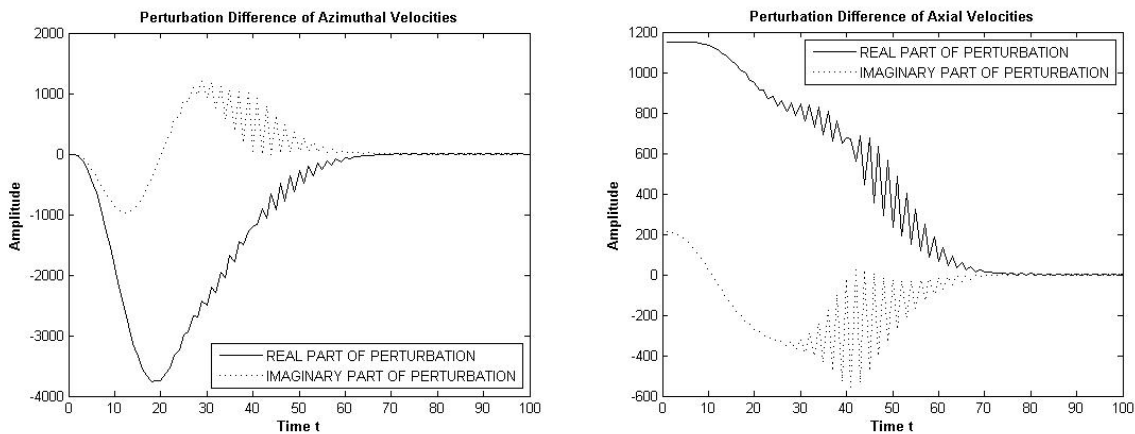 Perturbation Difference of Azimuthal Velocities
2000
1000
0
-1000
-2000
-3000
-4000
Amplitude
REAL PART OF PERTURBATION
IMAGINARY PART OF PERTURBATION
0 10 20 30 40 50 60 70 80 90 100
Time t
Perturbation Difference of Axial Velocities
1200
1000
800
600
400
200
0
-200
-400
-600
Amplitude
REAL PART OF PERTURBATION
IMAGINARY PART OF PERTURBATION
0 10 20 30 40 50 60 70 80 90 100
Time t